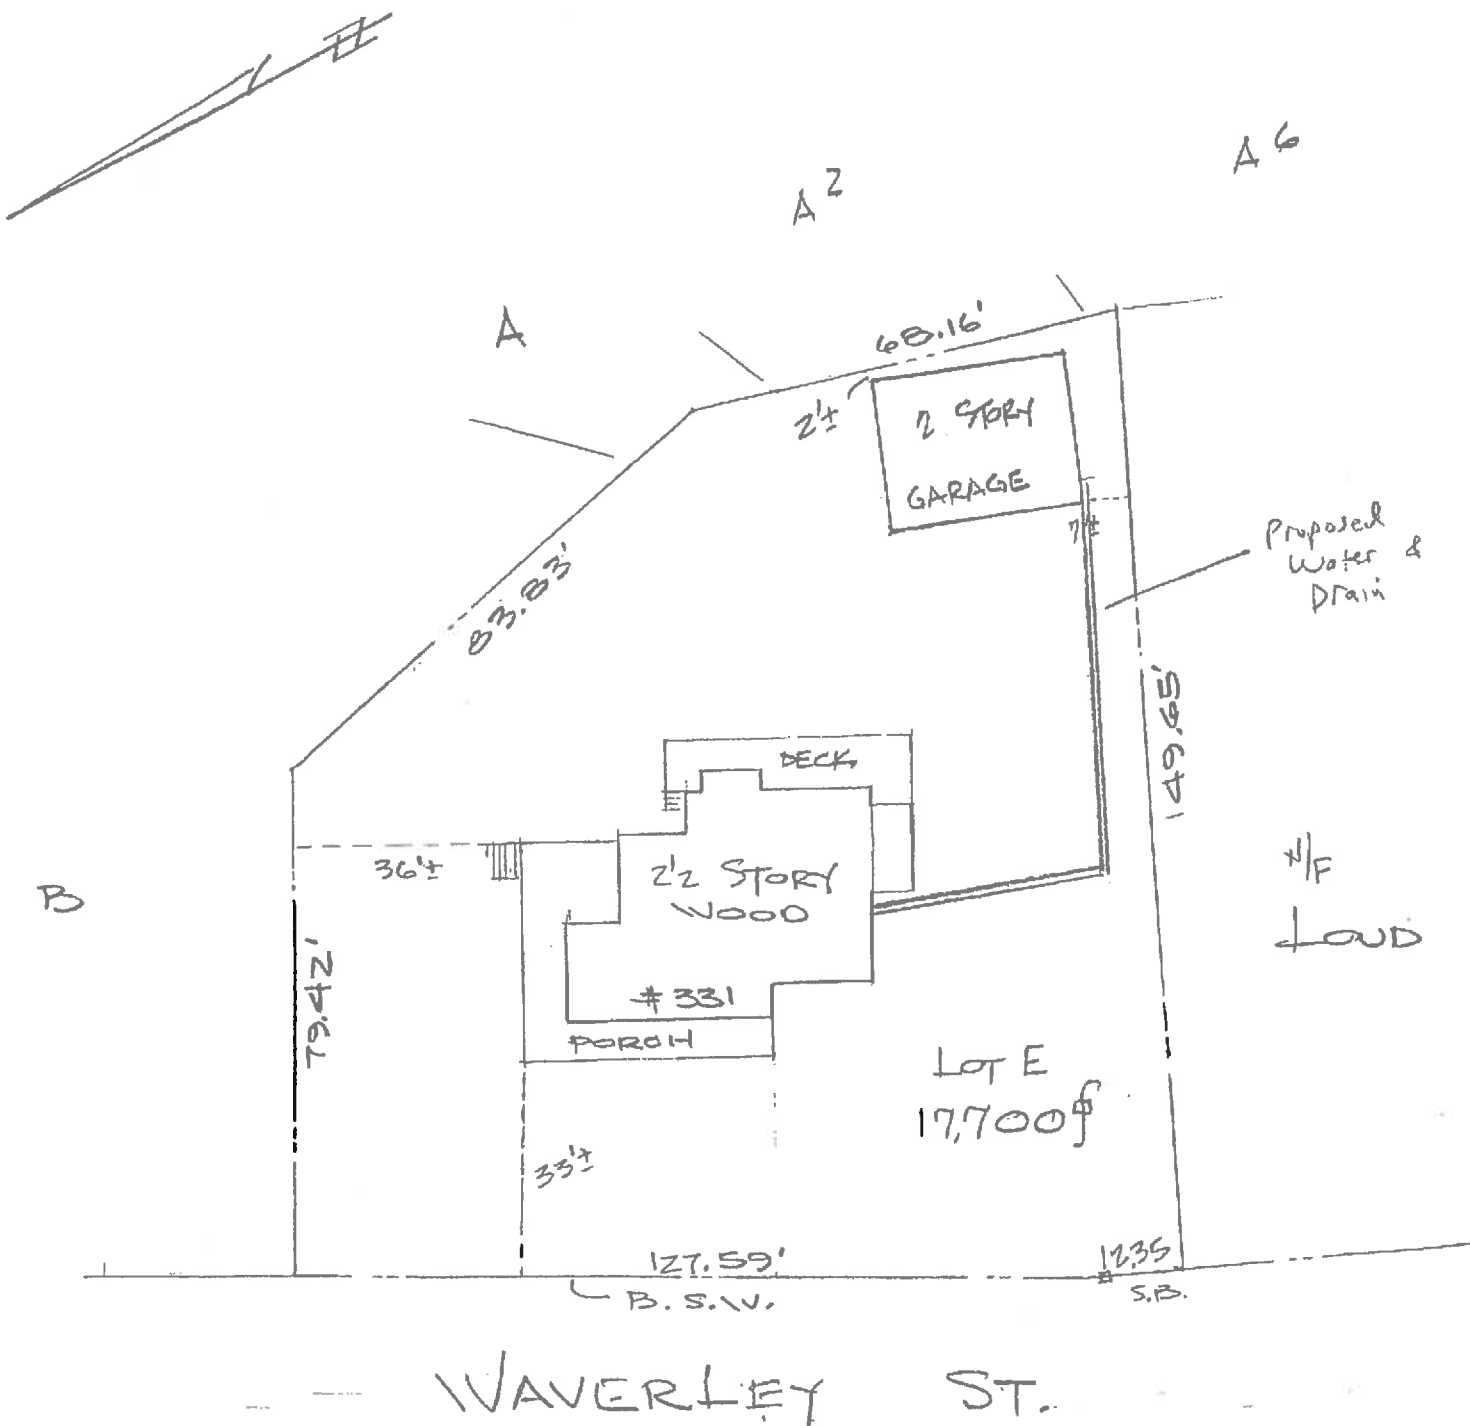 A 6
A 2
A
68.16'
2'±
2 STORY
GARAGE
7'±
Proposed
Water &
Drain
83.83'
149.65'
DECK
36'±
2½ STORY
WOOD
B
N/F
LOUD
79.42'
# 331
PORCH
LOT E
17,700
33'±
127.59'
12.35
B.S.W.
S.B.
WAVERLEY ST.